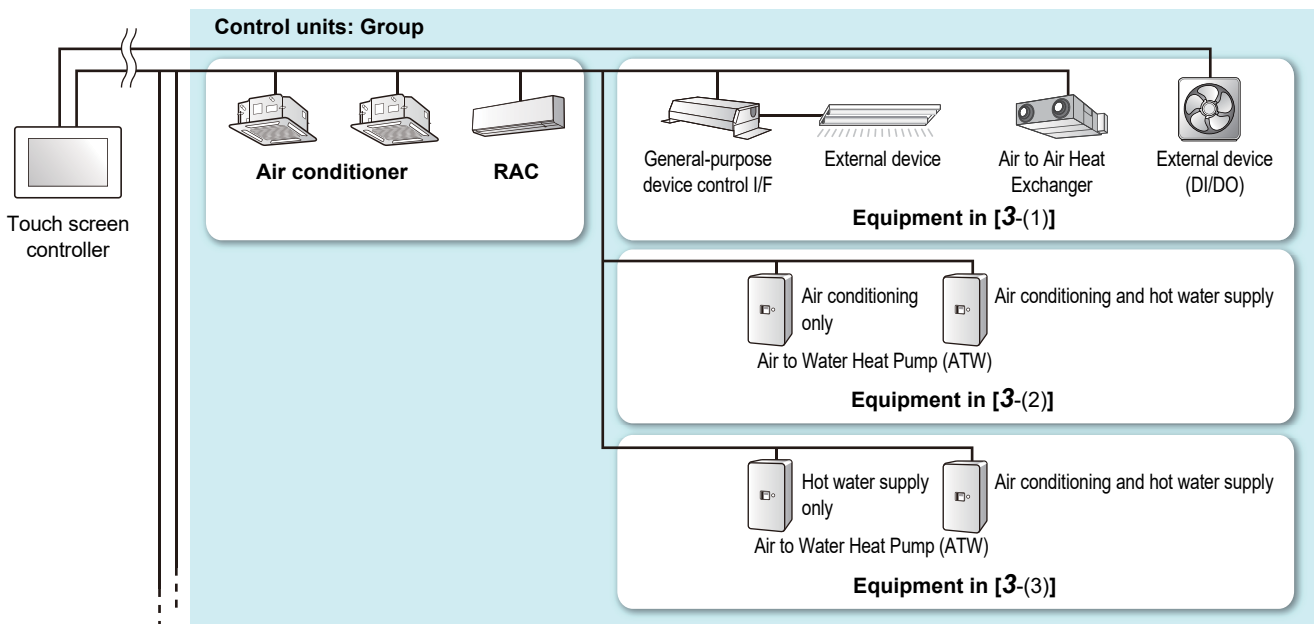 Control units: Group
Touch screen
controller
Air conditioner
RAC
General-purpose
device control I/F
External device
Air to Air Heat
Exchanger
External device
(DI/DO)
Equipment in [3-(1)]
Air conditioning
only
Air conditioning and hot water supply
Air to Water Heat Pump (ATW)
Equipment in [3-(2)]
Hot water supply
only
Air conditioning and hot water supply
Air to Water Heat Pump (ATW)
Equipment in [3-(3)]